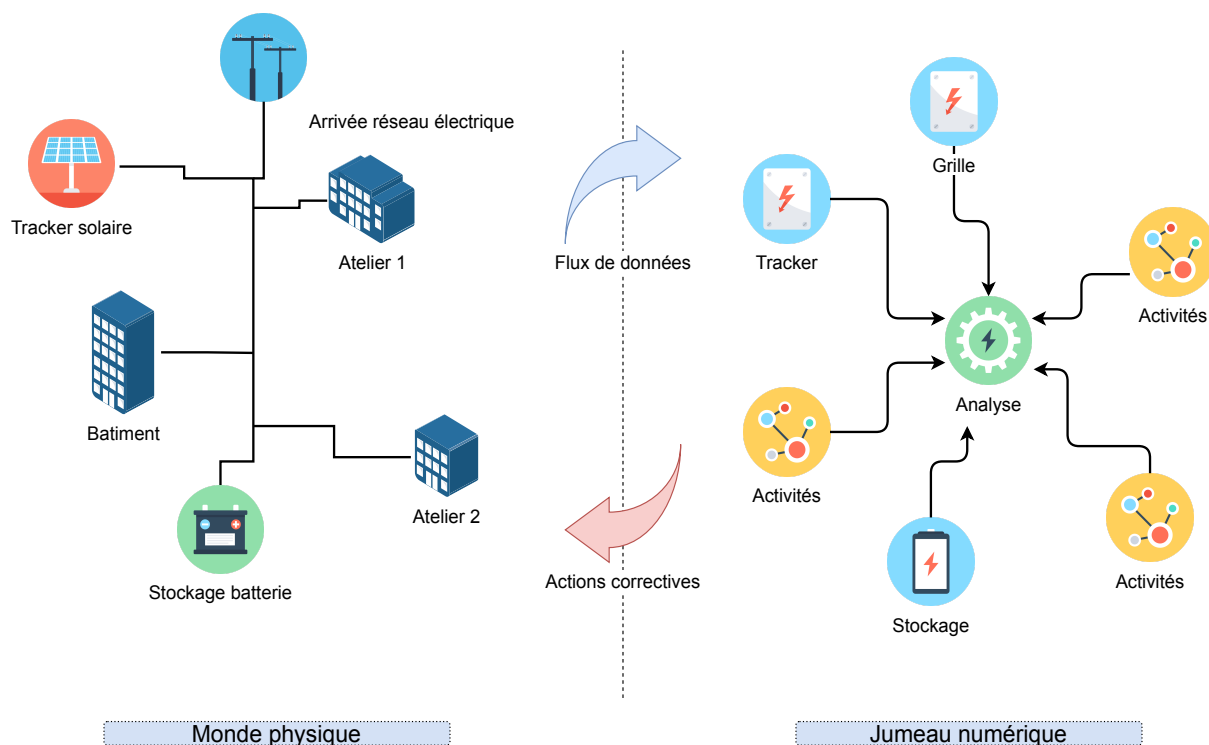 Arrivée réseau électrique
Tracker solaire
Atelier 1
Batiment
Atelier 2
Stockage batterie
Flux de données
Actions correctives
Grille
Tracker
Activités
Analyse
Activités
Activités
Stockage
Monde physique
Jumeau numérique